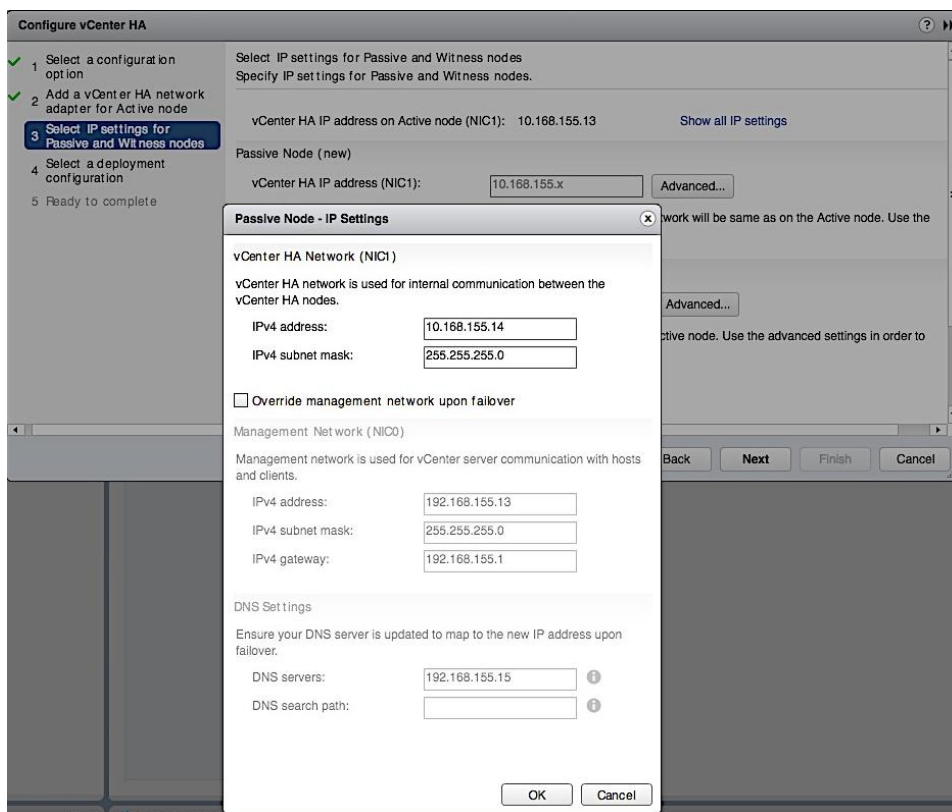 Configure vCenter HA
1 Select a configuration
option
2 Add a vCenter HA network
adapter for Active node
3 Select IP settings for
Passive and Witness nodes
4 Select a deployment
configuration
5 Ready to complete
Select IP settings for Passive and Witness nodes
Specify IP settings for Passive and Witness nodes.
vCenter HA IP address on Active node (NIC1): 10.168.155.13 Show all IP settings
Passive Node (new)
vCenter HA IP address (NIC1): 10.168.155.x Advanced...
work will be same as on the Active node. Use the
Advanced...
ctive node. Use the advanced settings in order to
Back Next Finish Cancel
Passive Node - IP Settings
vCenter HA Network (NIC1)
vCenter HA network is used for internal communication between the
vCenter HA nodes.
IPv4 address: 10.168.155.14
IPv4 subnet mask: 255.255.255.0
Override management network upon failover
Management Network (NIC0)
Management network is used for vCenter server communication with hosts
and clients.
IPv4 address: 192.168.155.13
IPv4 subnet mask: 255.255.255.0
IPv4 gateway: 192.168.155.1
DNS Settings
Ensure your DNS server is updated to map to the new IP address upon
failover.
DNS servers: 192.168.155.15
DNS search path:
OK Cancel